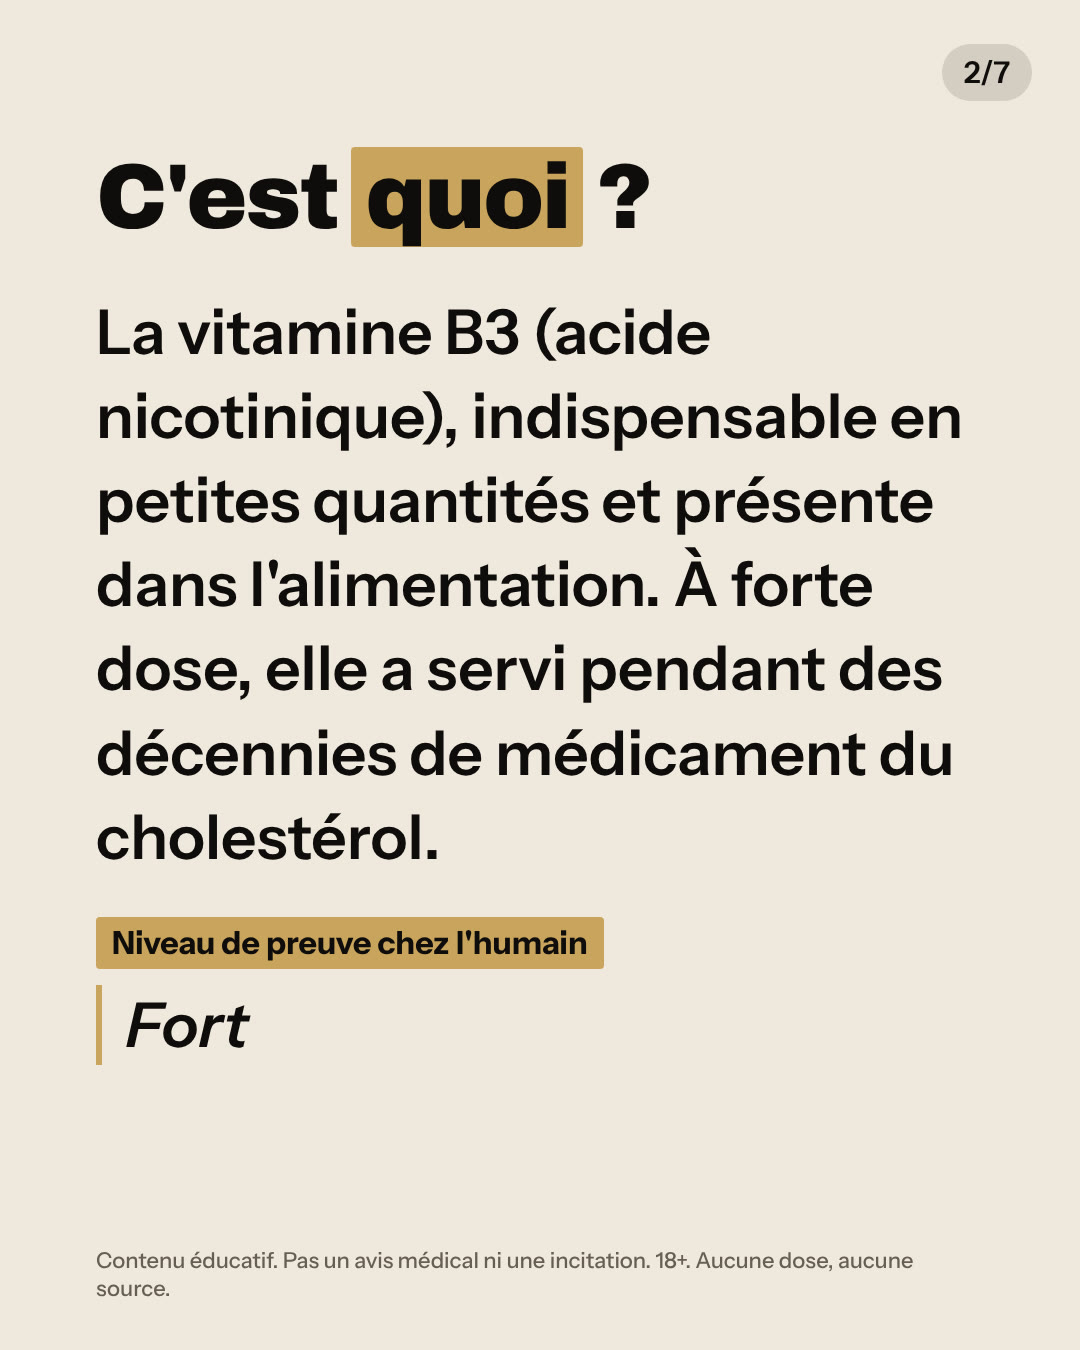 2/7
C'est quoi ?
La vitamine B3 (acide
nicotinique), indispensable en
petites quantités et présente
dans l'alimentation. À forte
dose, elle a servi pendant des
décennies de médicament du
cholestérol.
Niveau de preuve chez l'humain
Fort
Contenu éducatif. Pas un avis médical ni une incitation. 18+. Aucune dose, aucune
source.